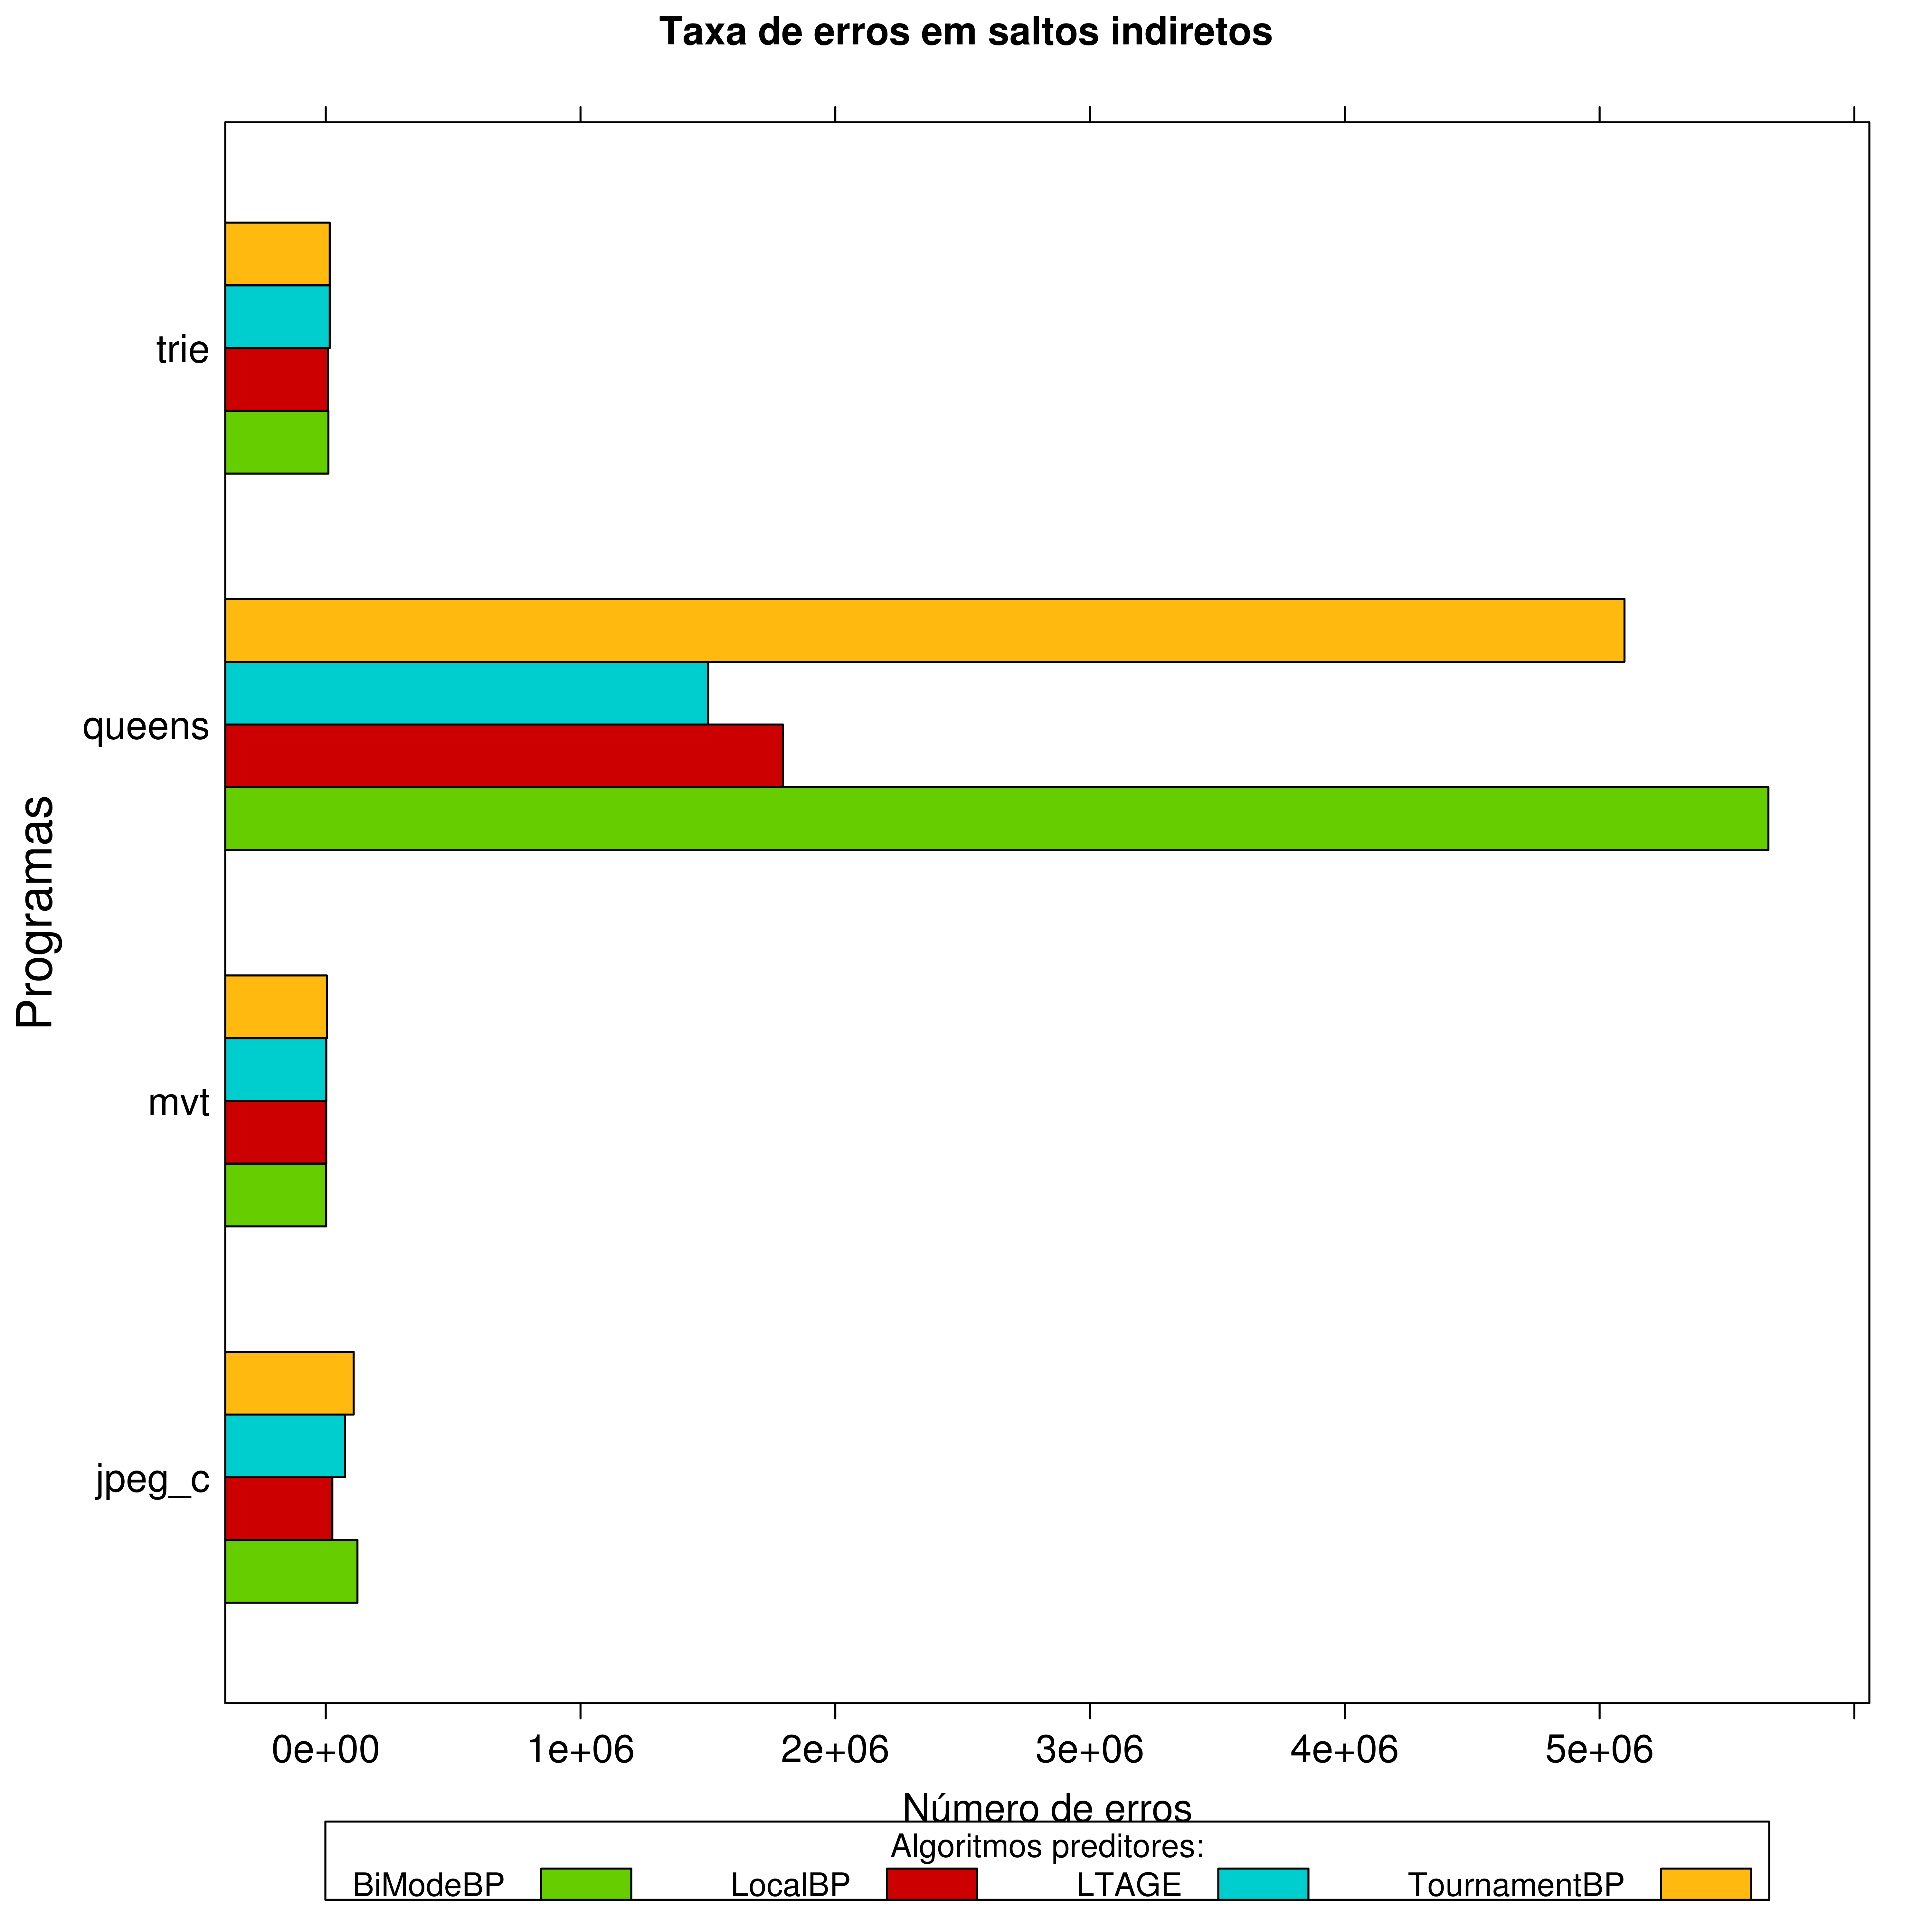 Taxa de erros em saltos indiretos
trie
queens
mvt
jpeg_c
Programas
0e+00 1e+06 2e+06 3e+06 4e+06 5e+06
Número de erros
Algoritmos preditores:
BiModeBP LocalBP LTAGE TournamentBP